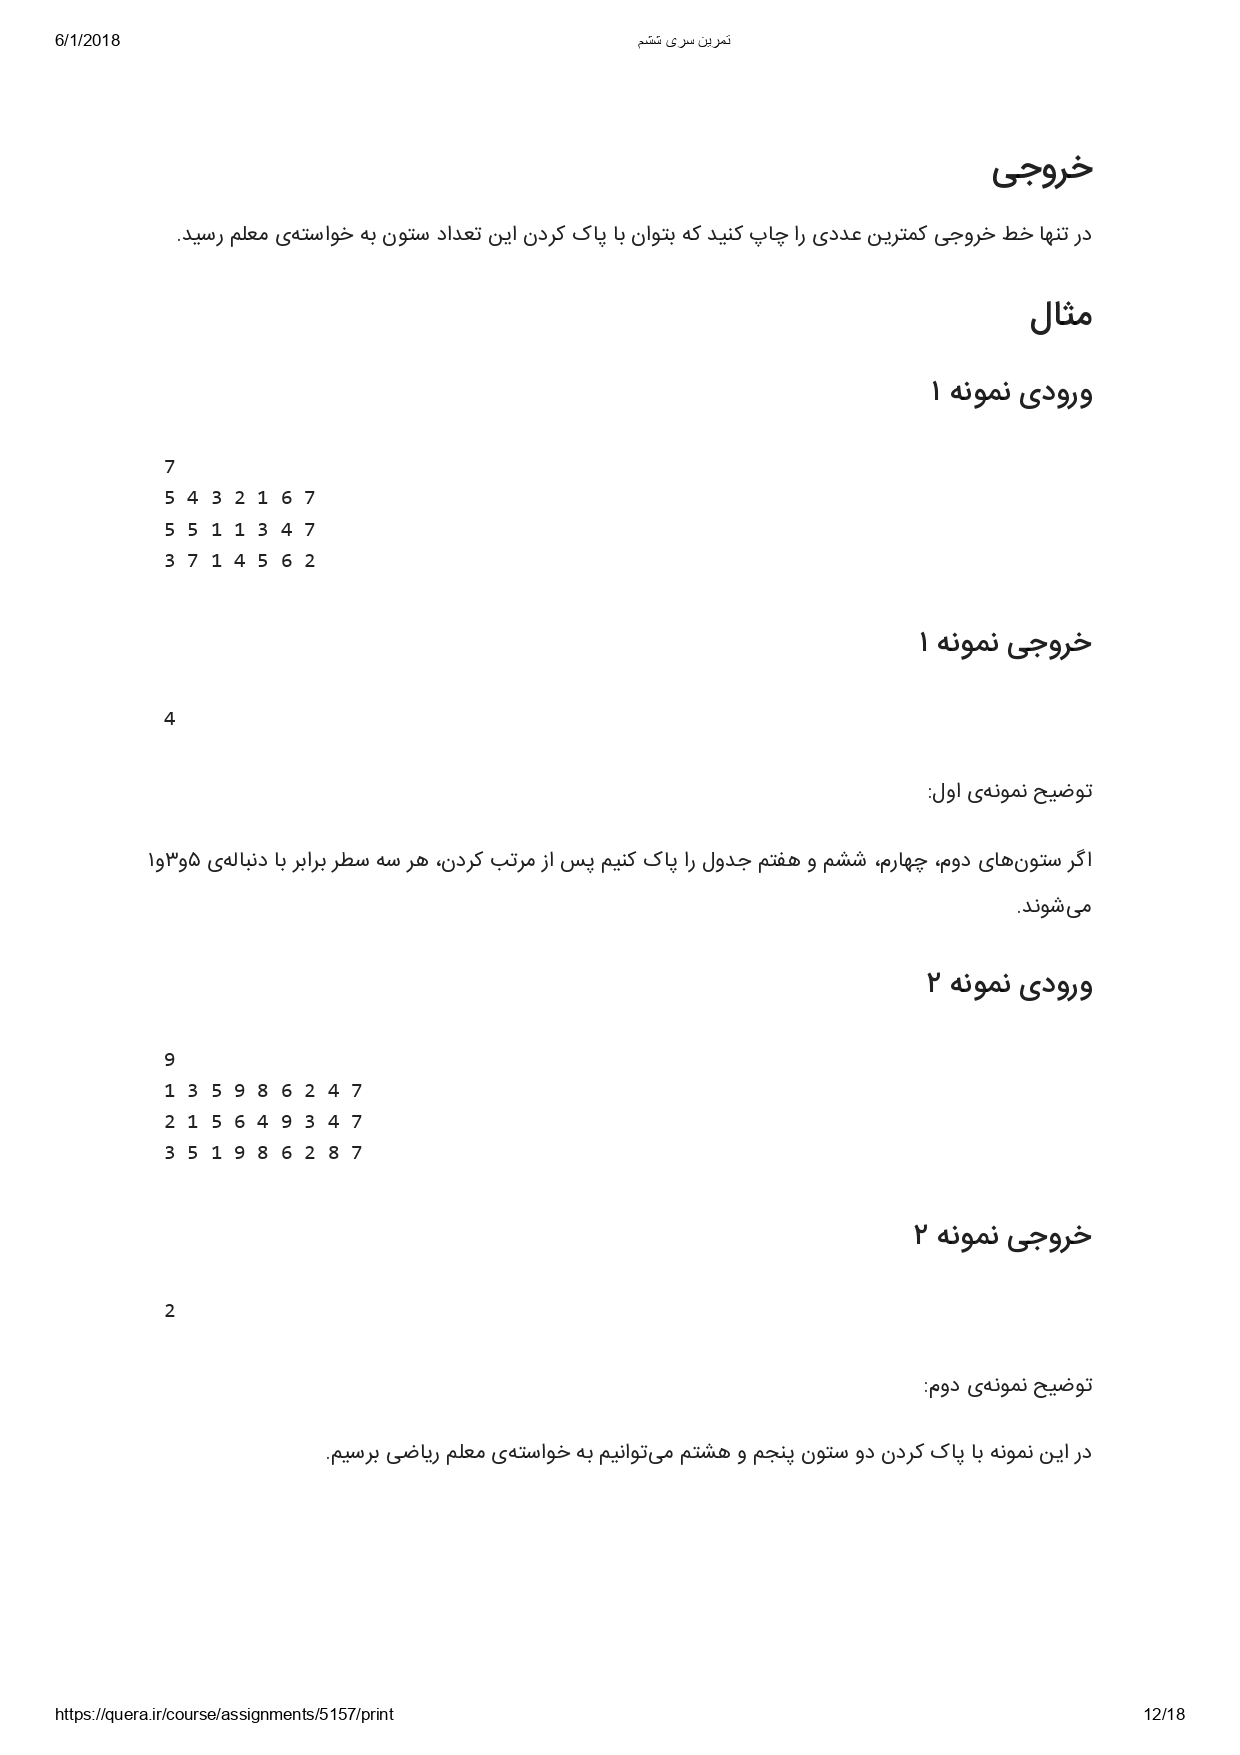 6/1/2018 تمرین سری ششم
خروجی
در تنها خط خروجی کمترین عددی را چاپ کنید که بتوان با پاک کردن این تعداد ستون به خواسته‌ی معلم رسید.
مثال
ورودی نمونه ۱
7
5 4 3 2 1 6 7
5 5 1 1 3 4 7
3 7 1 4 5 6 2
خروجی نمونه ۱
4
توضیح نمونه‌ی اول:
اگر ستون‌های دوم، چهارم، ششم و هفتم جدول را پاک کنیم پس از مرتب کردن، هر سه سطر برابر با دنباله‌ی ۵و۳و۱
می‌شوند.
ورودی نمونه ۲
9
1 3 5 9 8 6 2 4 7
2 1 5 6 4 9 3 4 7
3 5 1 9 8 6 2 8 7
خروجی نمونه ۲
2
توضیح نمونه‌ی دوم:
در این نمونه با پاک کردن دو ستون پنجم و هشتم می‌توانیم به خواسته‌ی معلم ریاضی برسیم.
https://quera.ir/course/assignments/5157/print 12/18